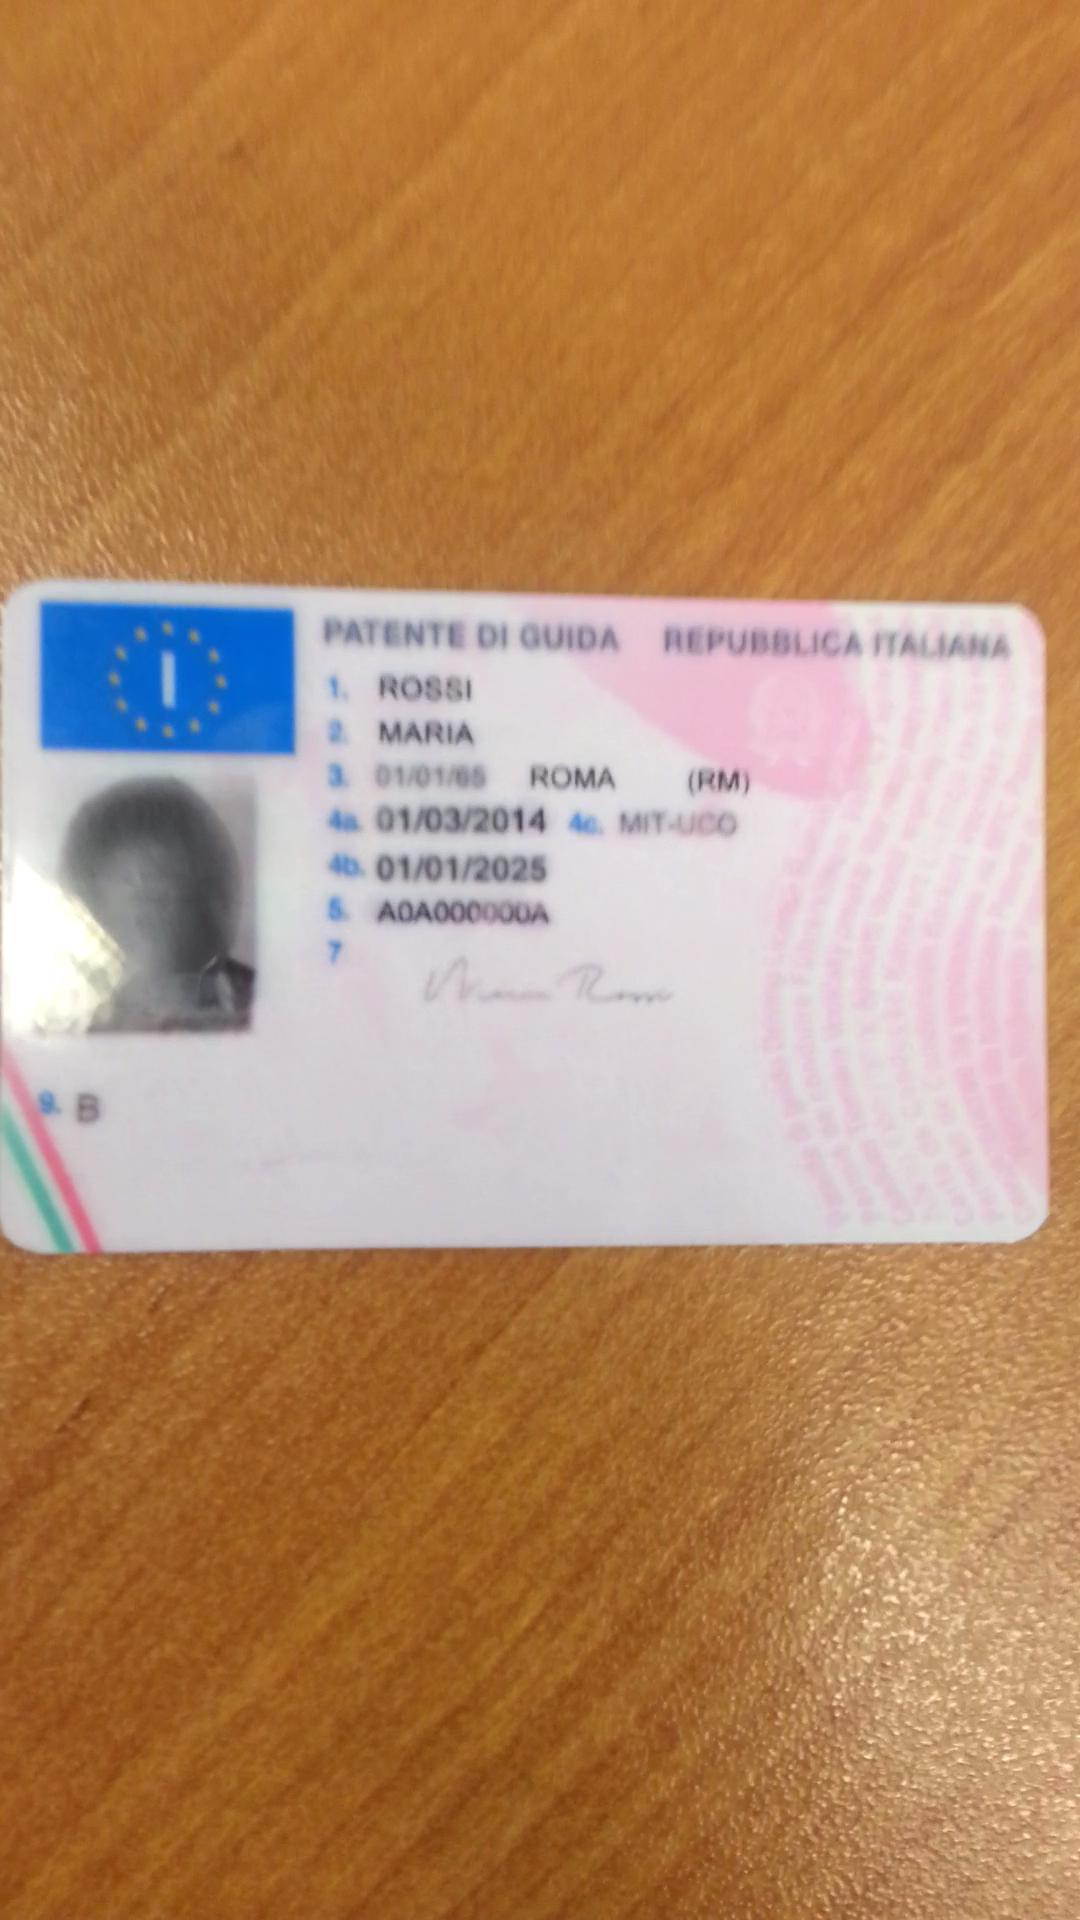 I
PATENTE DI GUIDA REPUBBLICA ITALIANA
1. ROSSI
2. MARIA
3. 01/01/65 ROMA (RM)
4a. 01/03/2014 4c. MIT-UCO
4b. 01/01/2025
5. A0A000000A
7
Maria Rossi
9. B